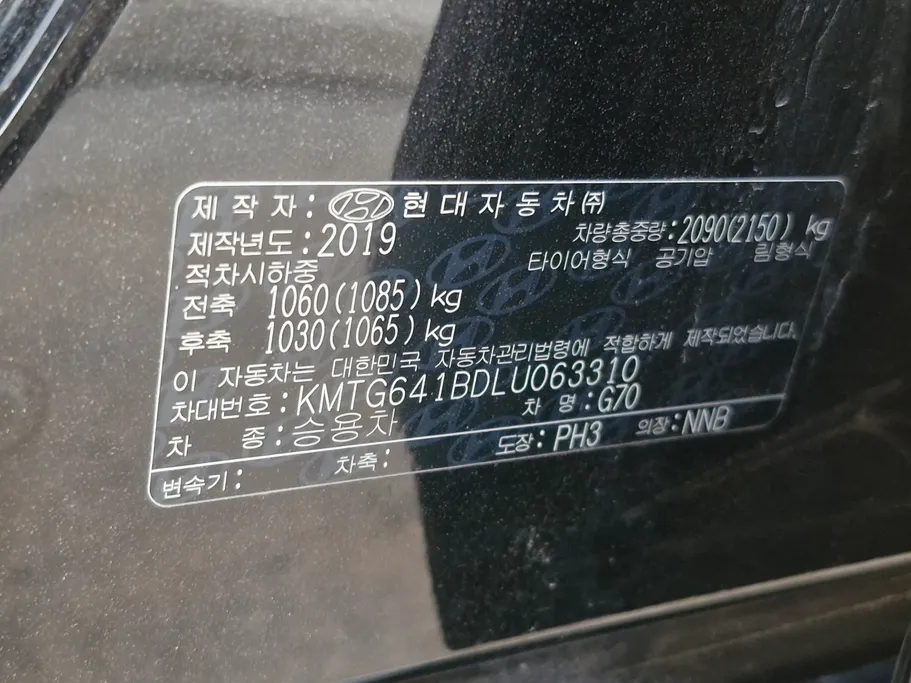 제 작 자 : 현대자동차㈜
제작년도 : 2019 차량총중량 : 2090(2150) kg
적차시하중 타이어형식 공기압 림형식
전축 1060(1085)kg
후축 1030(1065)kg
이 자동차는 대한민국 자동차관리법령에 적합하게 제작되었습니다.
차대번호 : KMTG641BDLU063310
차 종 : 승용차 차 명 : G70
변속기 : 차축 : 도장 : PH3 의장 : NNB